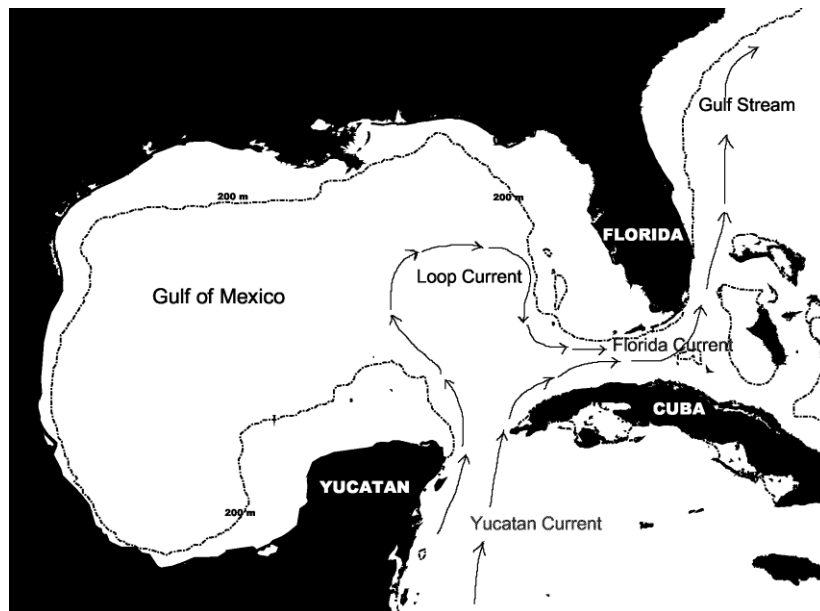 Gulf Stream
200 m
200 m
FLORIDA
Loop Current
Gulf of Mexico
Florida Current
CUBA
YUCATAN
200 m
Yucatan Current